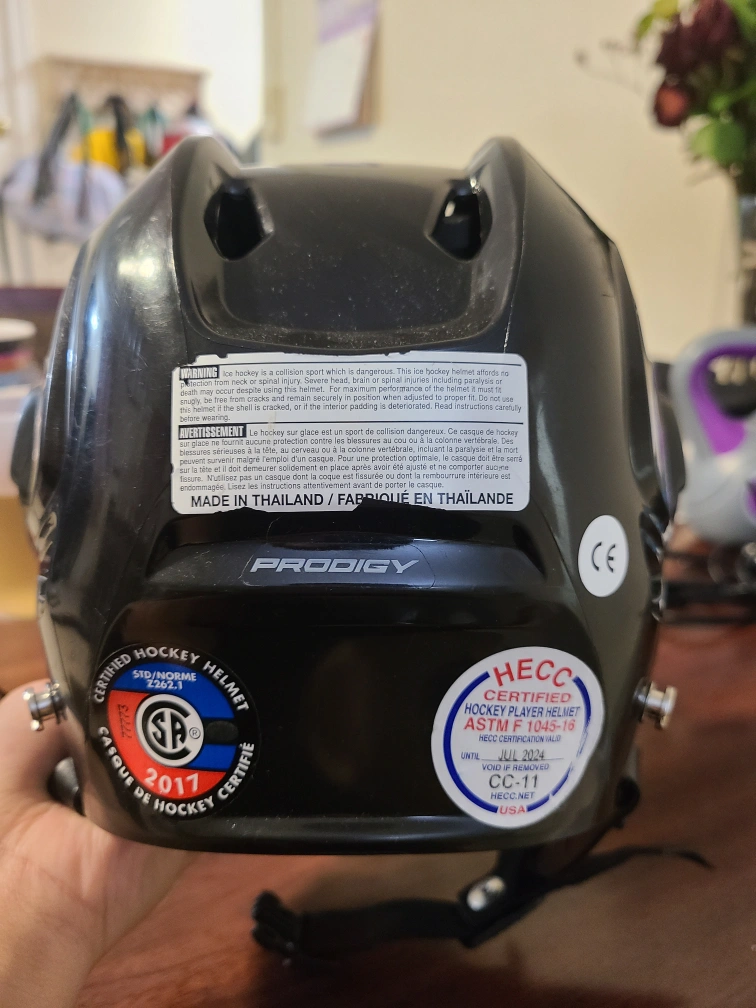 WARNING Ice hockey is a collision sport which is dangerous. This ice hockey helmet affords no
protection from neck or spinal injury. Severe head, brain or spinal injuries including paralysis or
death may occur despite using this helmet. For maximum performance of the helmet it must fit
snugly, be free from cracks and remain securely in position when adjusted to proper fit. Do not use
this helmet if the shell is cracked, or if the interior padding is deteriorated. Read instructions carefully
before wearing.
AVERTISSEMENT Le hockey sur glace est un sport de collision dangereux. Ce casque de hockey
sur glace ne fournit aucune protection contre les blessures au cou ou à la colonne vertébrale. Des
blessures sérieuses à la tête, au cerveau ou à la colonne vertébrale, incluant la paralysie et la mort
peuvent survenir malgré l'emploi d'un casque. Pour une protection optimale, le casque doit être serré
sur la tête et il doit demeurer solidement en place après avoir été ajusté et ne comporter aucune
fissure. N'utilisez pas un casque dont la coque est fissurée ou dont la rembourrure intérieure est
endommagée. Lisez les instructions attentivement avant de porter le casque.
MADE IN THAILAND / FABRIQUÉ EN THAÏLANDE
CE
PRODIGY
CERTIFIED HOCKEY HELMET
STD/NORME
Z262.1
SA ®
2017
CASQUE DE HOCKEY CERTIFIÉ
HECC
CERTIFIED
HOCKEY PLAYER HELMET
ASTM F 1045-16
HECC CERTIFICATION VALID
UNTIL JUL 2024
VOID IF REMOVED
CC-11
HECC.NET
USA